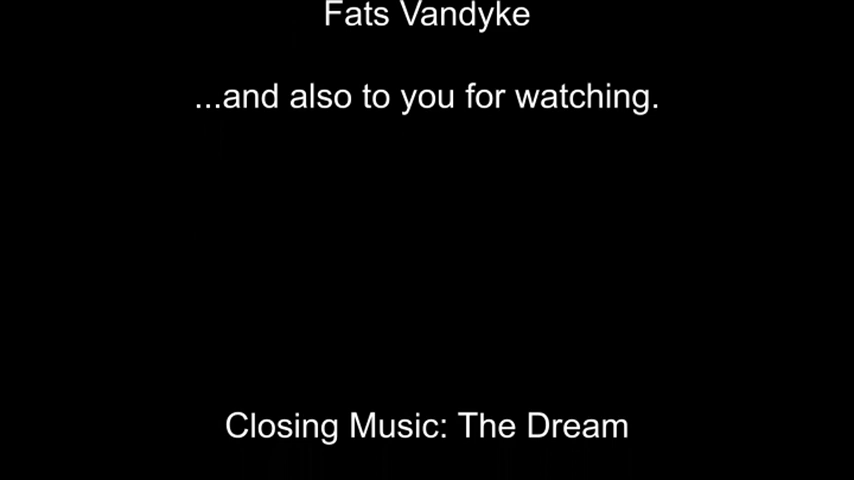 Fats Vandyke
...and also to you for watching.
Closing Music: The Dream